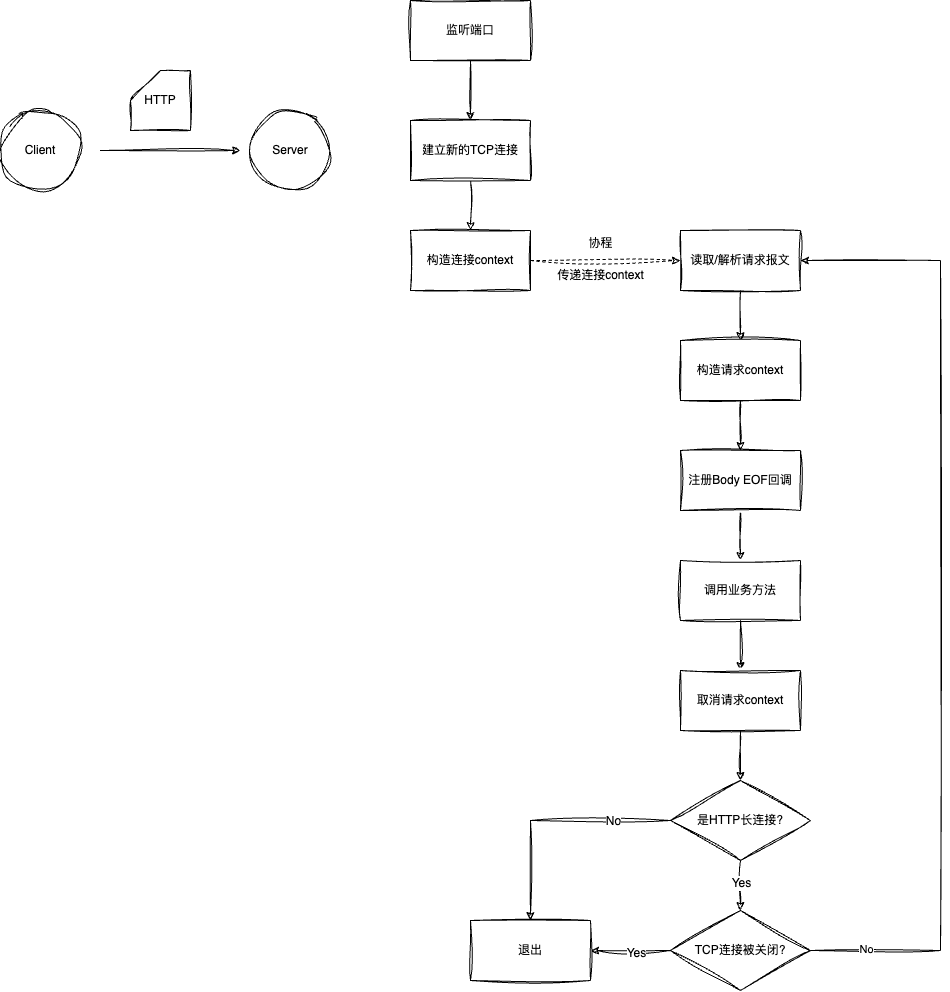 监听端口
HTTP
Client
Server
建立新的TCP连接
构造连接context
协程
传递连接context
读取/解析请求报文
构造请求context
注册Body EOF回调
调用业务方法
取消请求context
是HTTP长连接?
No
Yes
退出
Yes
TCP连接被关闭?
No